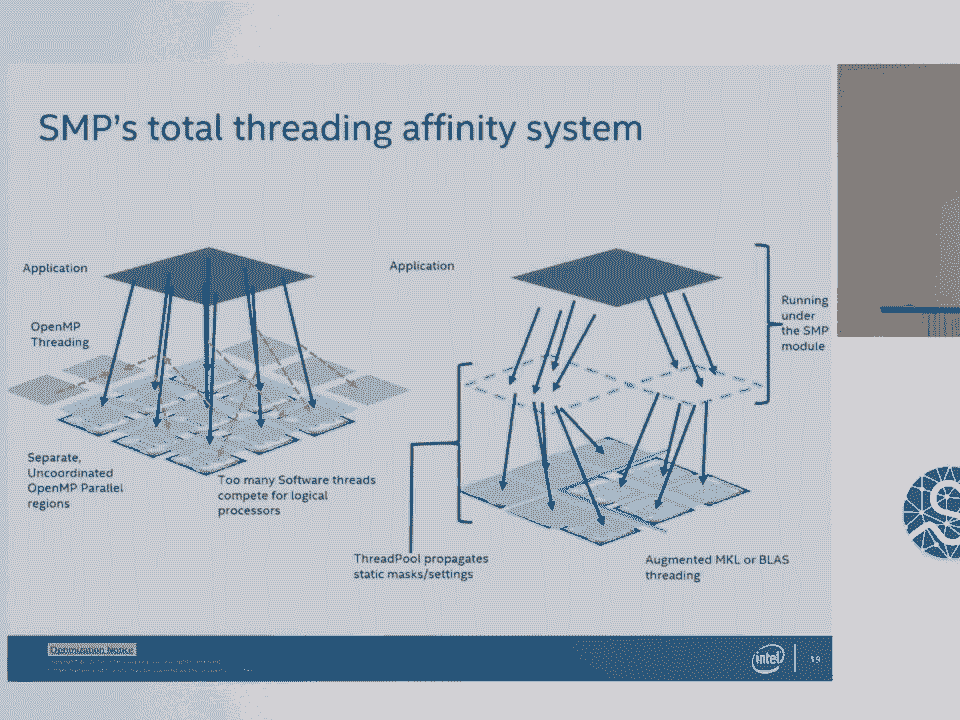 SMP's total threading affinity system
Application
OpenMP
Threading
Separate,
Uncoordinated
OpenMP Parallel
regions
Too many Software threads
compete for logical
processors
Application
Running
under
the SMP
module
ThreadPool propagates
static masks/settings
Augmented MKL or BLAS
threading
Optimization Notice
intel
19